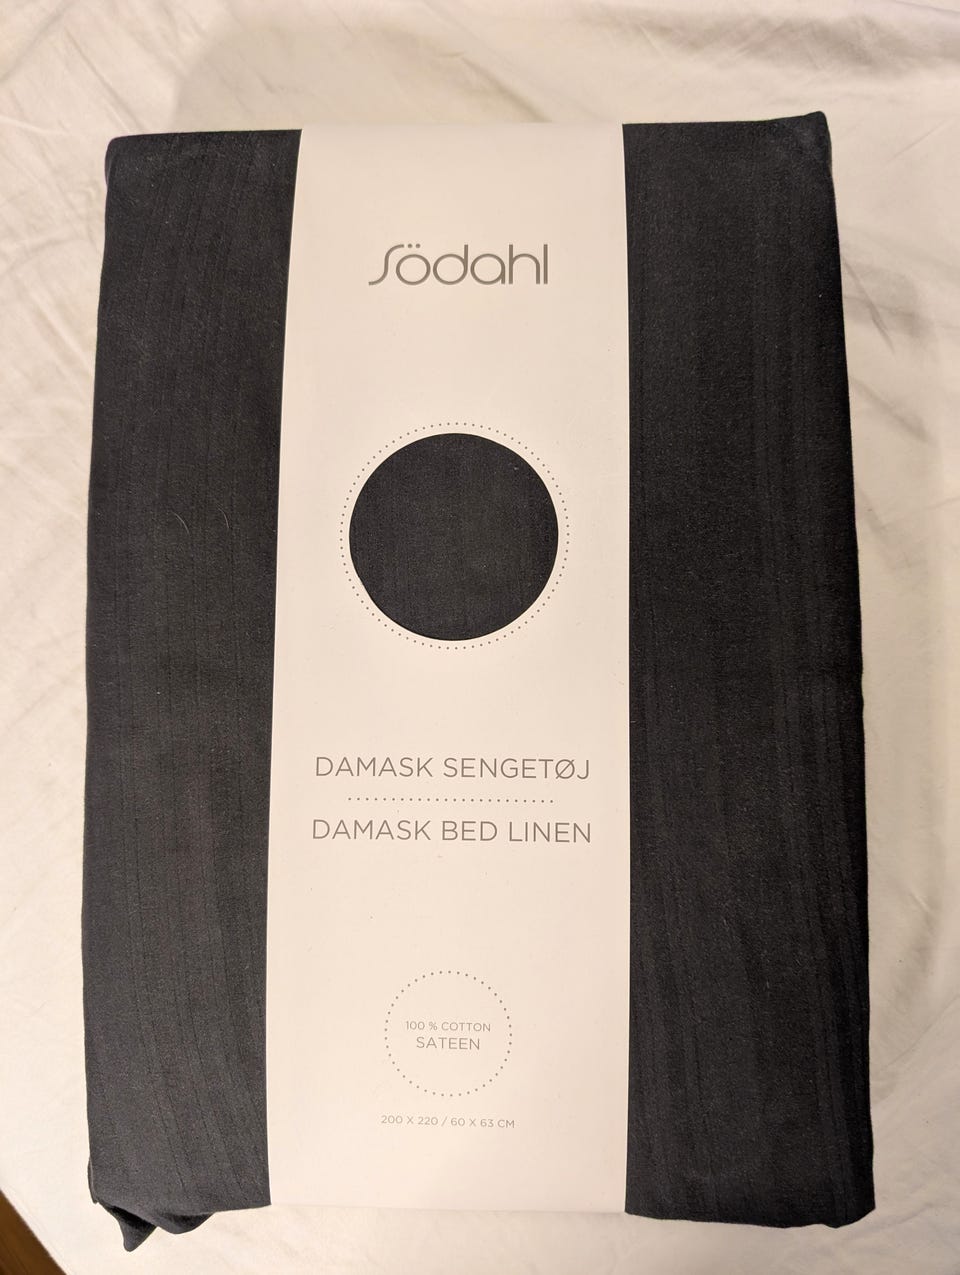 Södahl
DAMASK SENGETØJ
DAMASK BED LINEN
100 % COTTON
SATEEN
200 X 220 / 60 X 63 CM